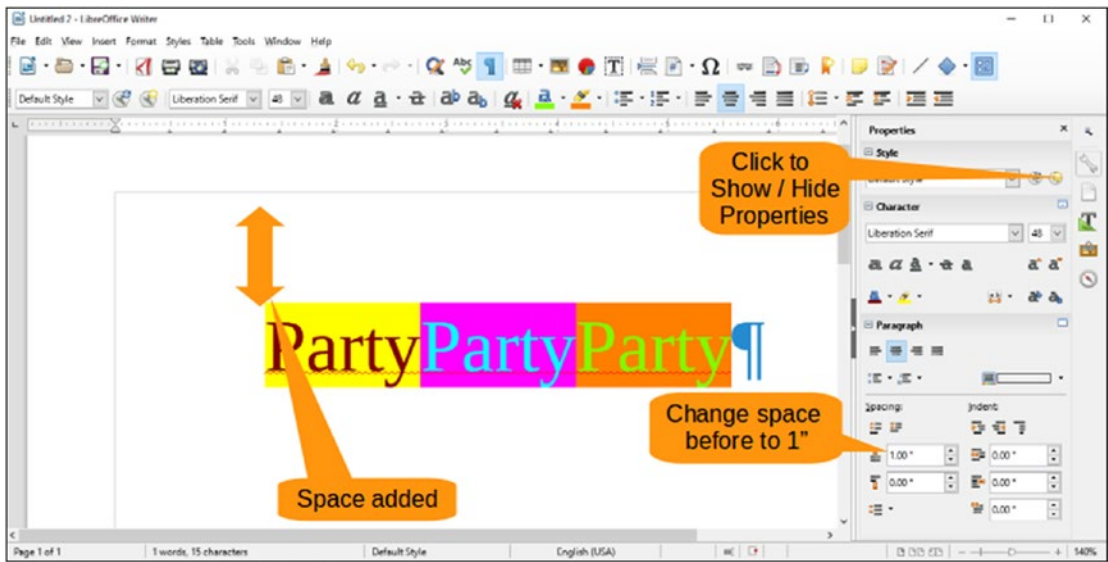 Untitled 2 - LibreOffice Writer
File Edit View Insert Format Styles Table Tools Window Help
Default Style Liberation Serif 48
Properties
Style
Click to
Show / Hide
Properties
Character
Liberation Serif 48
Paragraph
PartyPartyParty¶
Spacing: Indent:
Change space
before to 1”
1.00 " 0.00 "
0.00 " 0.00 "
0.00 "
Space added
Page 1 of 1 1 words, 15 characters Default Style English (USA) 140%